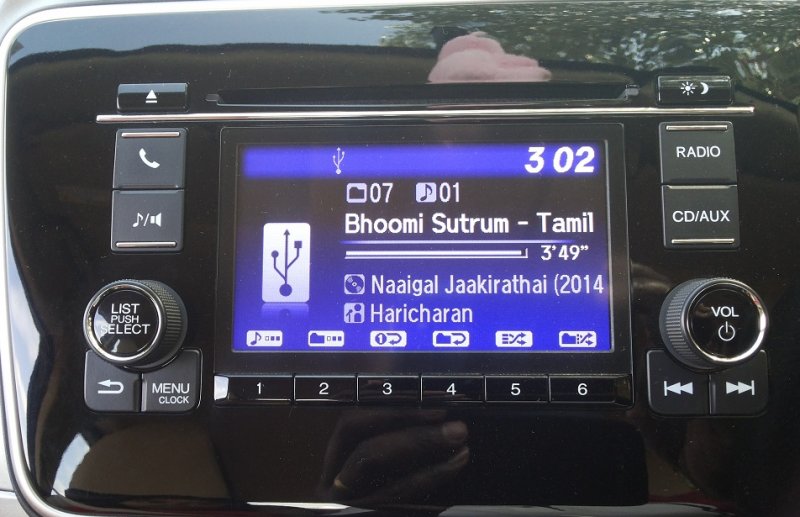 3 02
07 01
Bhoomi Sutrum - Tamil
3'49"
Naaigal Jaakirathai (2014
Haricharan
LIST
PUSH
SELECT
MENU
CLOCK
1 2 3 4 5 6
RADIO
CD/AUX
VOL